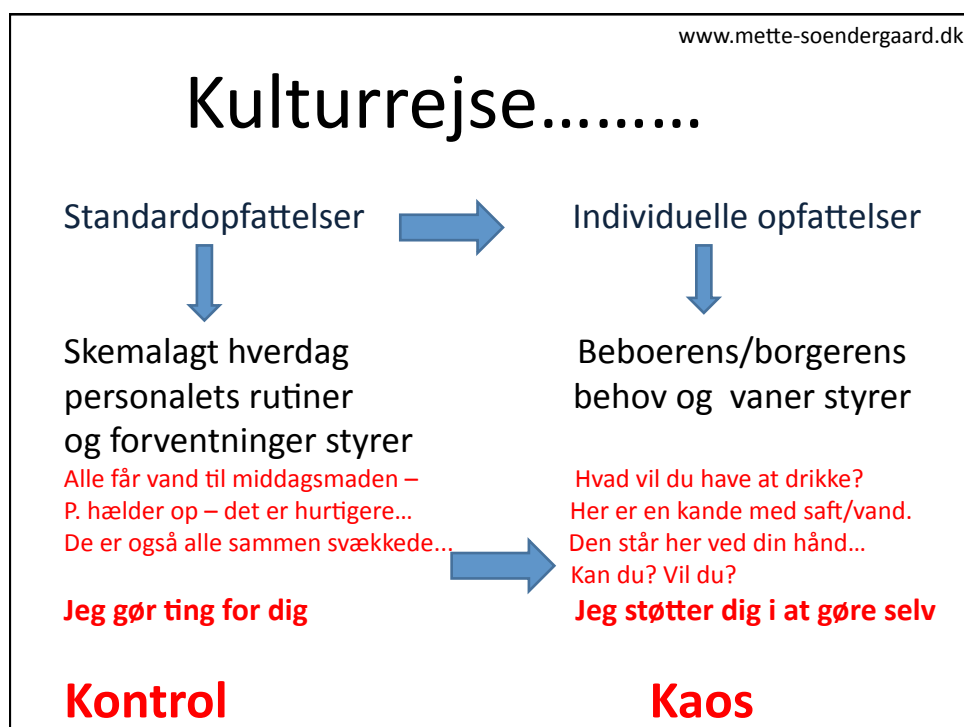 www.mette-soendergaard.dk
Kulturrejse………
Standardopfattelser
Skemalagt hverdag
personalets rutiner
og forventninger styrer
Alle får vand til middagsmaden –
P. hælder op – det er hurtigere…
De er også alle sammen svækkede...
Jeg gør ting for dig
Kontrol
Individuelle opfattelser
Beboerens/borgerens
behov og  vaner styrer
Hvad vil du have at drikke?
Her er en kande med saft/vand.
Den står her ved din hånd…
Kan du? Vil du?
Jeg støtter dig i at gøre selv
Kaos